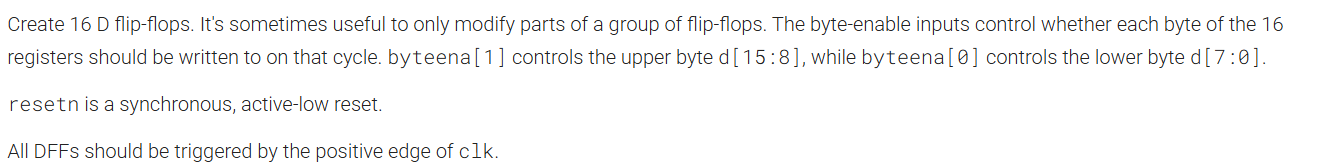 Create 16 D flip-flops. It's sometimes useful to only modify parts of a group of flip-flops. The byte-enable inputs control whether each byte of the 16
registers should be written to on that cycle. byteena[1] controls the upper byte d[15:8], while byteena[0] controls the lower byte d[7:0].
resetn is a synchronous, active-low reset.
All DFFs should be triggered by the positive edge of clk.